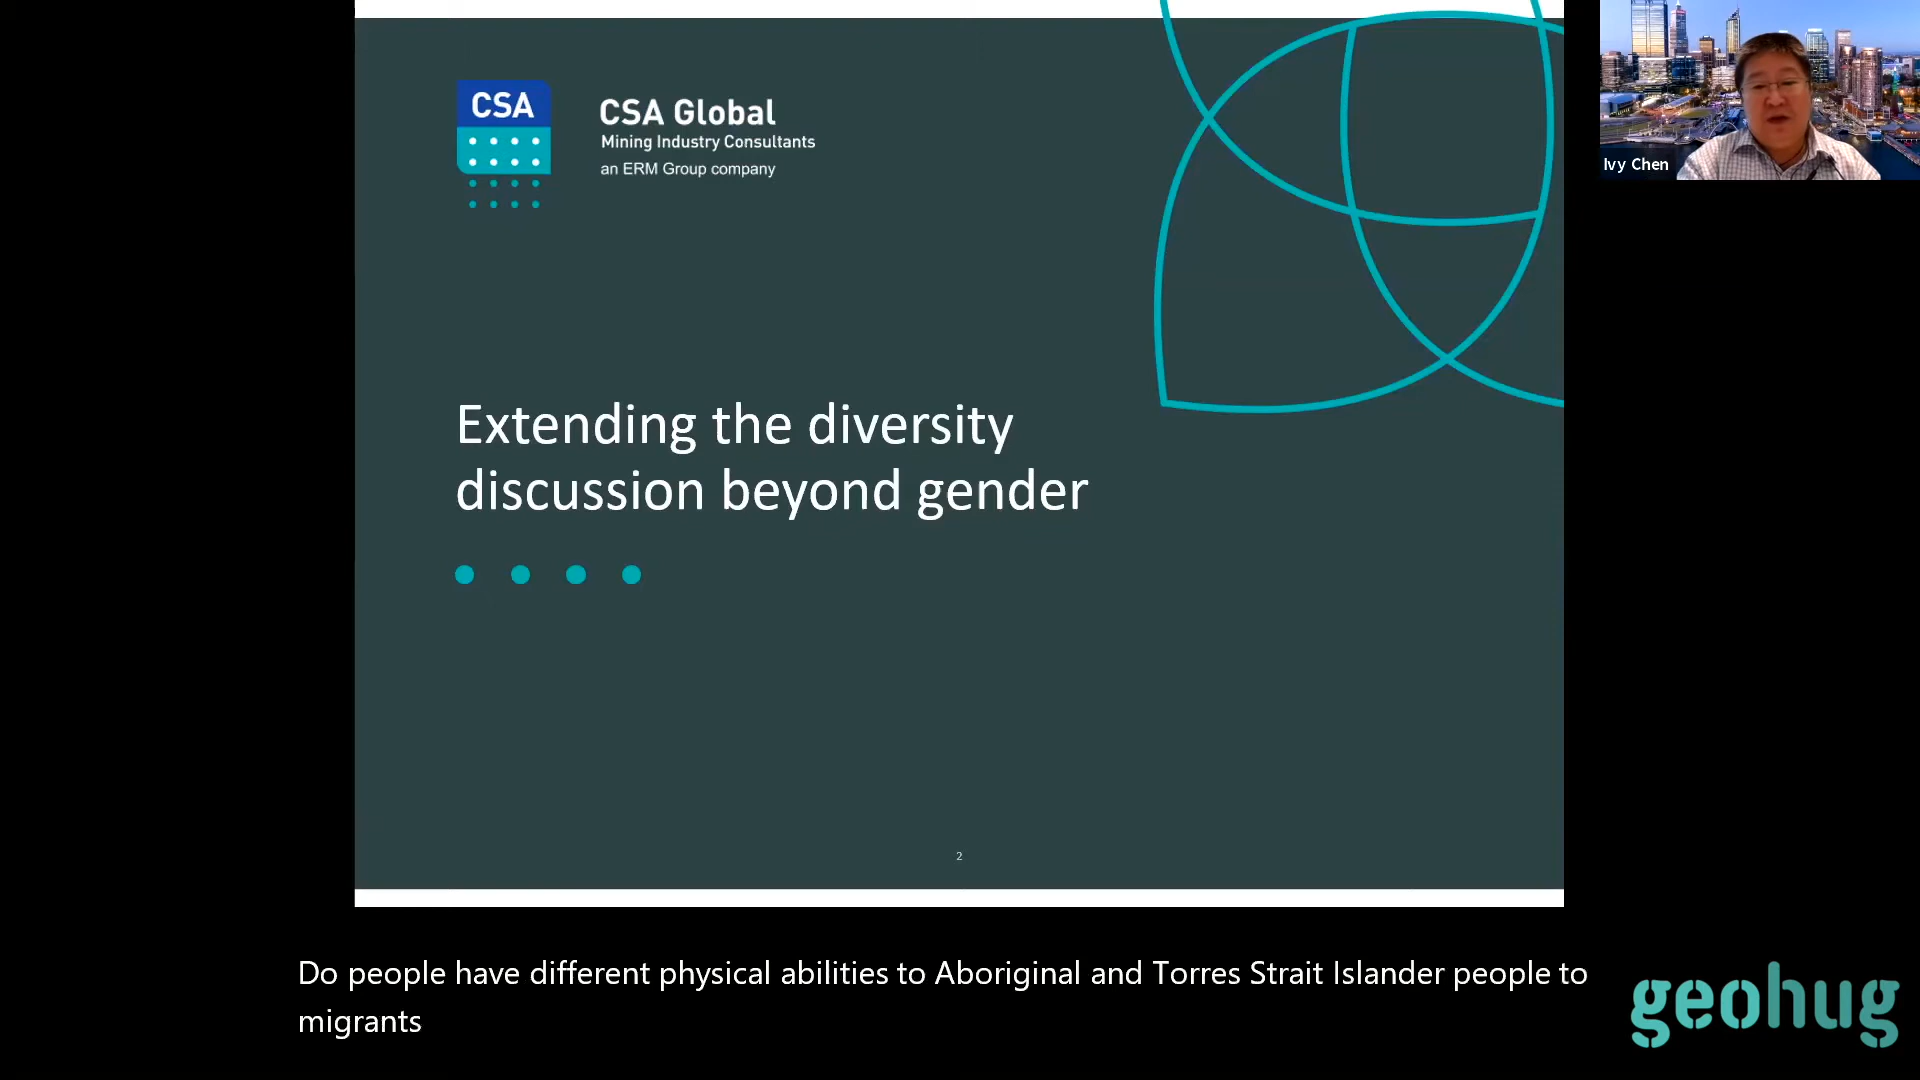 CSA
CSA Global
Mining Industry Consultants
an ERM Group company
Ivy Chen
Extending the diversity
discussion beyond gender
2
Do people have different physical abilities to Aboriginal and Torres Strait Islander people to
migrants
geohug